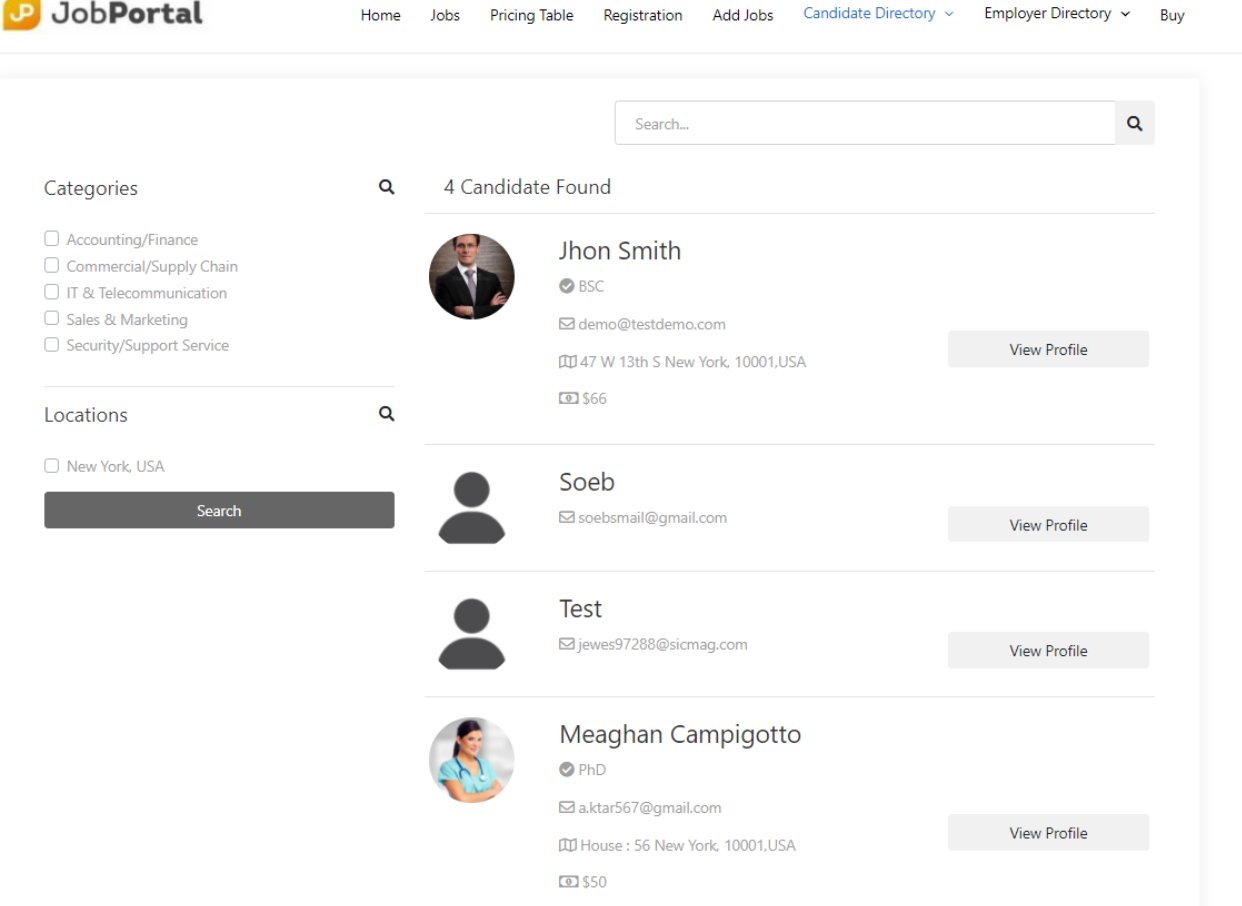 JobPortal
Home Jobs Pricing Table Registration Add Jobs Candidate Directory Employer Directory Buy
Search...
Categories
Accounting/Finance
Commercial/Supply Chain
IT & Telecommunication
Sales & Marketing
Security/Support Service
Locations
New York, USA
Search
4 Candidate Found
Jhon Smith
BSC
demo@testdemo.com
47 W 13th S New York, 10001,USA
$66
View Profile
Soeb
soebsmail@gmail.com
View Profile
Test
jewes97288@sicmag.com
View Profile
Meaghan Campigotto
PhD
a.ktar567@gmail.com
House : 56 New York, 10001,USA
$50
View Profile